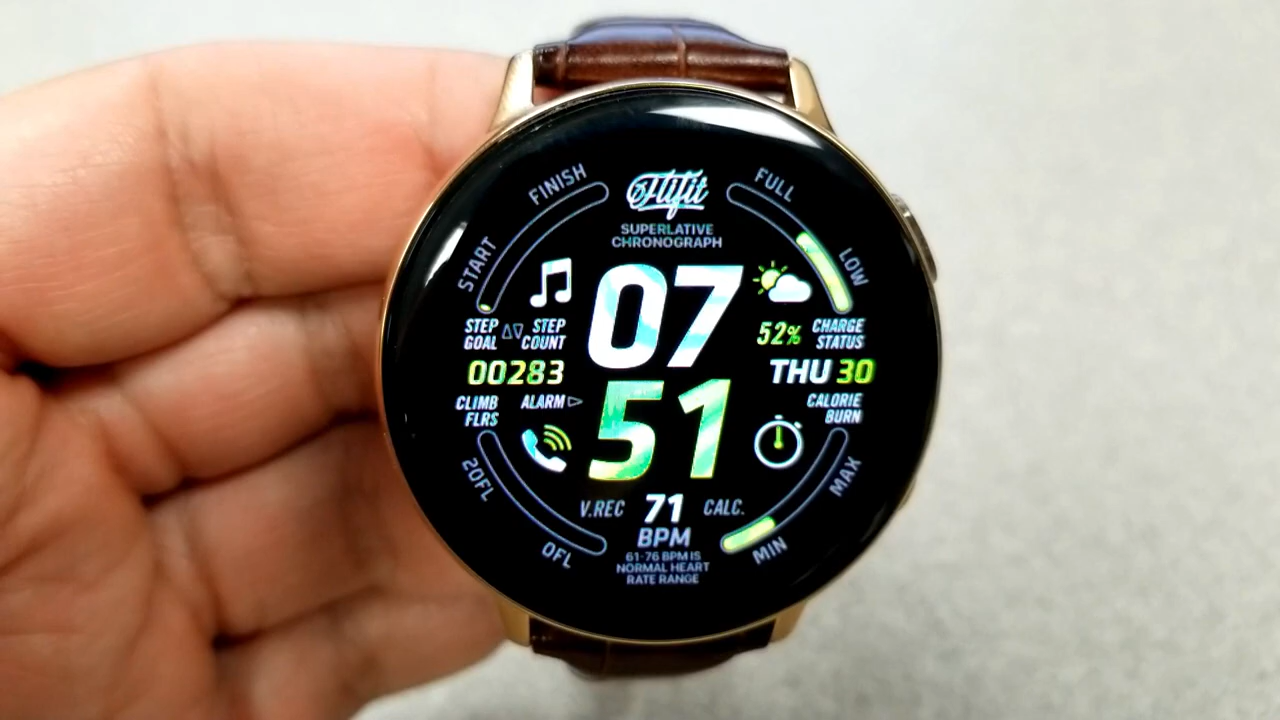 Flifit
SUPERLATIVE
CHRONOGRAPH
FINISH
START
FULL
LOW
07
STEP GOAL
STEP COUNT
52%
CHARGE STATUS
00283
THU 30
51
CLIMB FLRS
ALARM
CALORIE BURN
20FL
0FL
MAX
MIN
V.REC
71
CALC.
BPM
61-76 BPM IS
NORMAL HEART
RATE RANGE